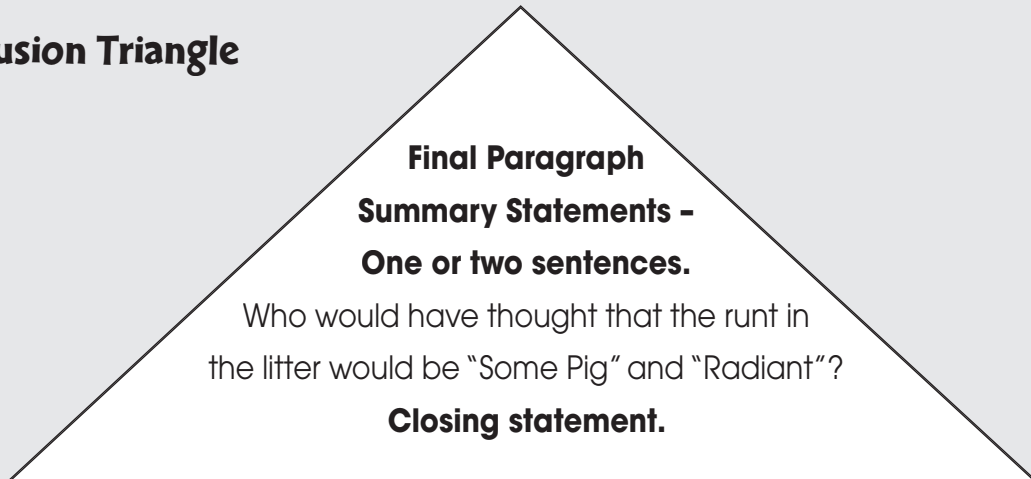 usion Triangle
Final Paragraph
Summary Statements –
One or two sentences.
Who would have thought that the runt in
the litter would be “Some Pig” and “Radiant”?
Closing statement.